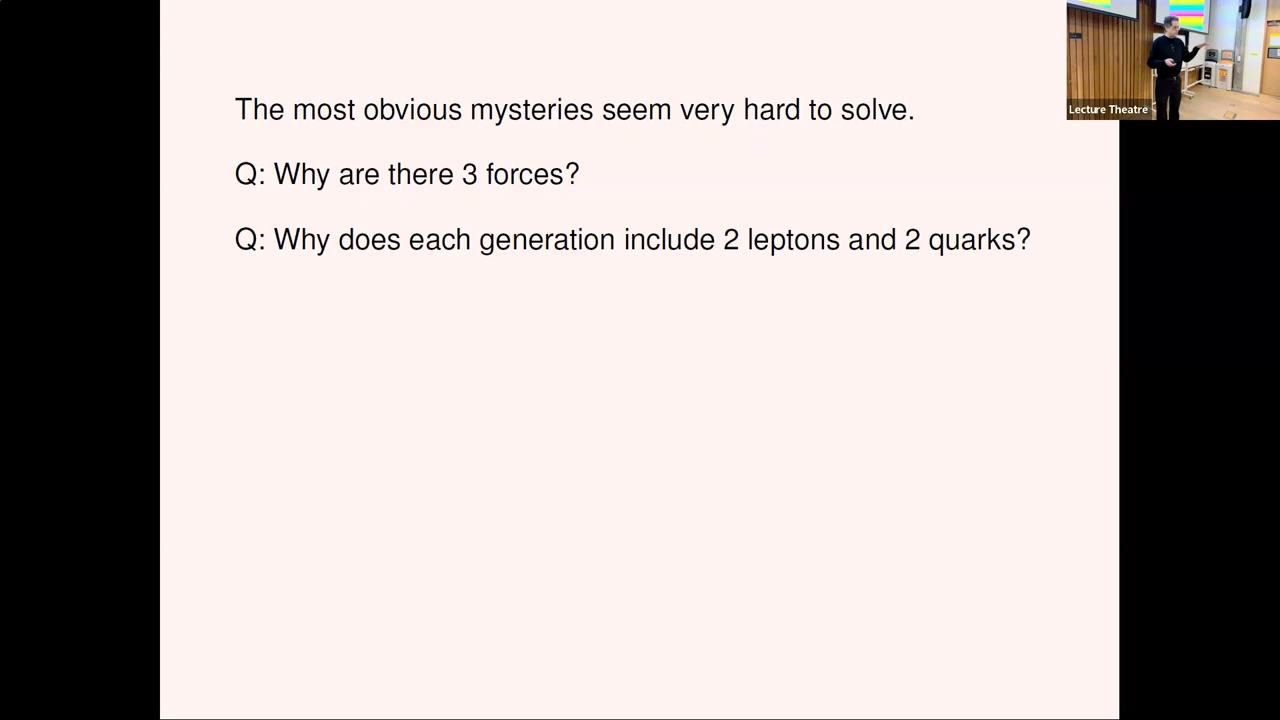 The most obvious mysteries seem very hard to solve.
Q: Why are there 3 forces?
Q: Why does each generation include 2 leptons and 2 quarks?
Lecture Theatre